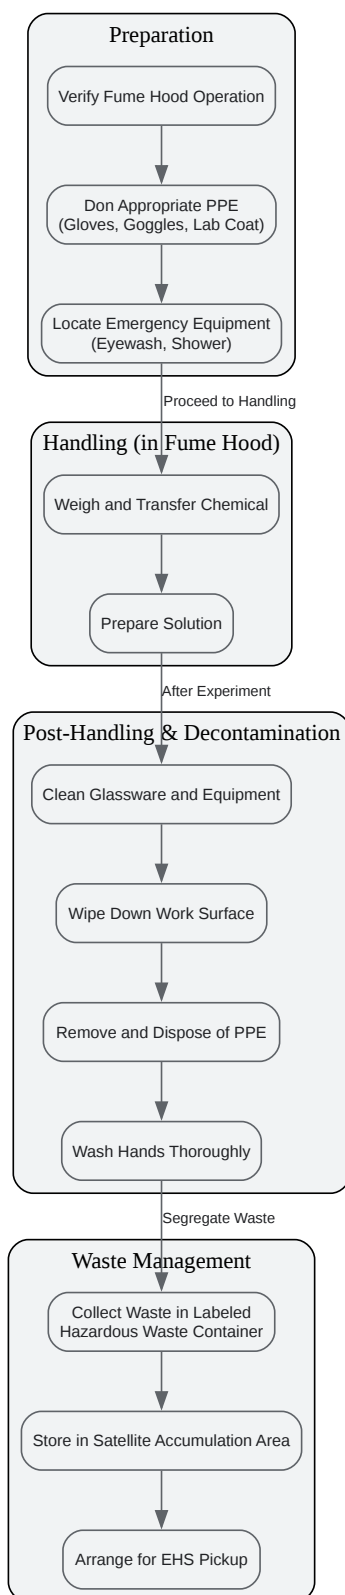 Preparation
Verify Fume Hood Operation
Don Appropriate PPE
(Gloves, Goggles, Lab Coat)
Locate Emergency Equipment
(Eyewash, Shower)
Proceed to Handling
Handling (in Fume Hood)
Weigh and Transfer Chemical
Prepare Solution
After Experiment
Post-Handling & Decontamination
Clean Glassware and Equipment
Wipe Down Work Surface
Remove and Dispose of PPE
Wash Hands Thoroughly
Segregate Waste
Waste Management
Collect Waste in Labeled
Hazardous Waste Container
Store in Satellite Accumulation Area
Arrange for EHS Pickup